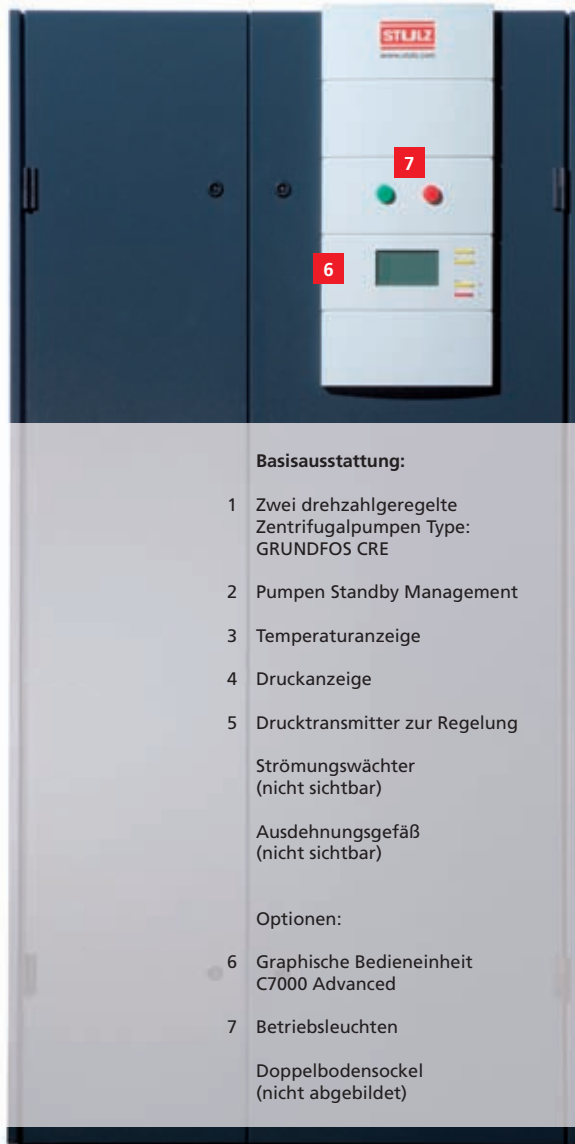 STULZ
www.stulz.com
7
6
Basisausstattung:
1 Zwei drehzahlgeregelte
Zentrifugalpumpen Type:
GRUNDFOS CRE
2 Pumpen Standby Management
3 Temperaturanzeige
4 Druckanzeige
5 Drucktransmitter zur Regelung
Strömungswächter
(nicht sichtbar)
Ausdehnungsgefäß
(nicht sichtbar)
Optionen:
6 Graphische Bedieneinheit
C7000 Advanced
7 Betriebsleuchten
Doppelbodensockel
(nicht abgebildet)